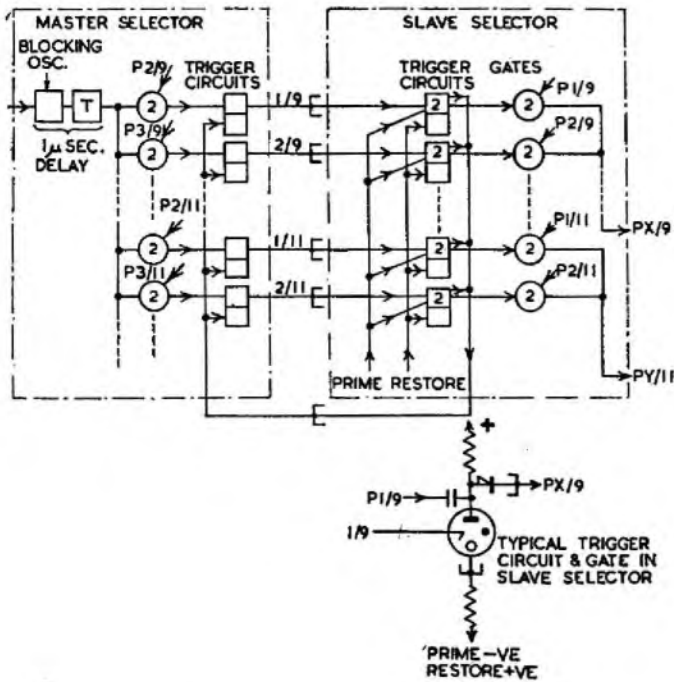 MASTER SELECTOR
SLAVE SELECTOR
BLOCKING
OSC.
P2/9
TRIGGER
CIRCUITS
TRIGGER
CIRCUITS
GATES
P1/9
T
2
1/9
2
2
1μ SEC.
DELAY
P3/9
2
2/9
2
P2/9
2
P2/11
2
1/11
2
P1/11
2
PX/9
P3/11
2
2/11
2
P2/11
2
PRIME
RESTORE
PY/11
+
P1/9
PX/9
1/9
TYPICAL TRIGGER
CIRCUIT & GATE IN
SLAVE SELECTOR
PRIME-VE
RESTORE+VE